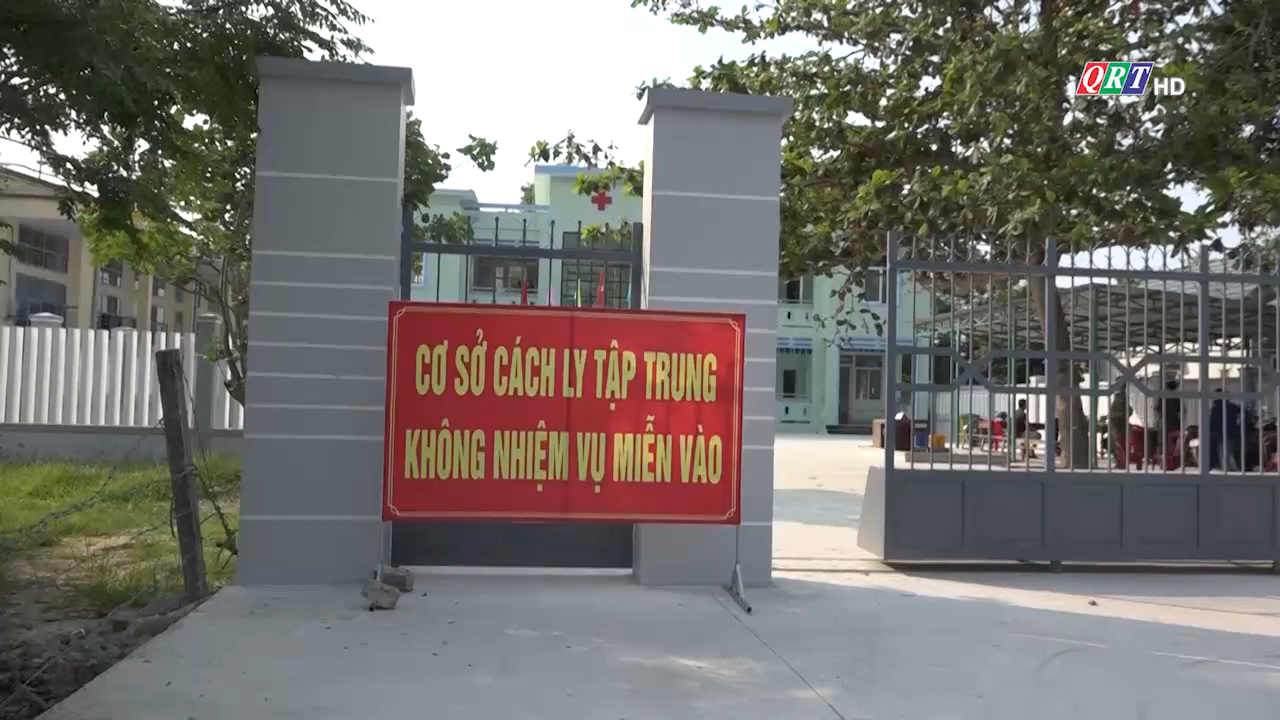 QRT HD
CƠ SỞ CÁCH LY TẬP TRUNG
KHÔNG NHIỆM VỤ MIỄN VÀO